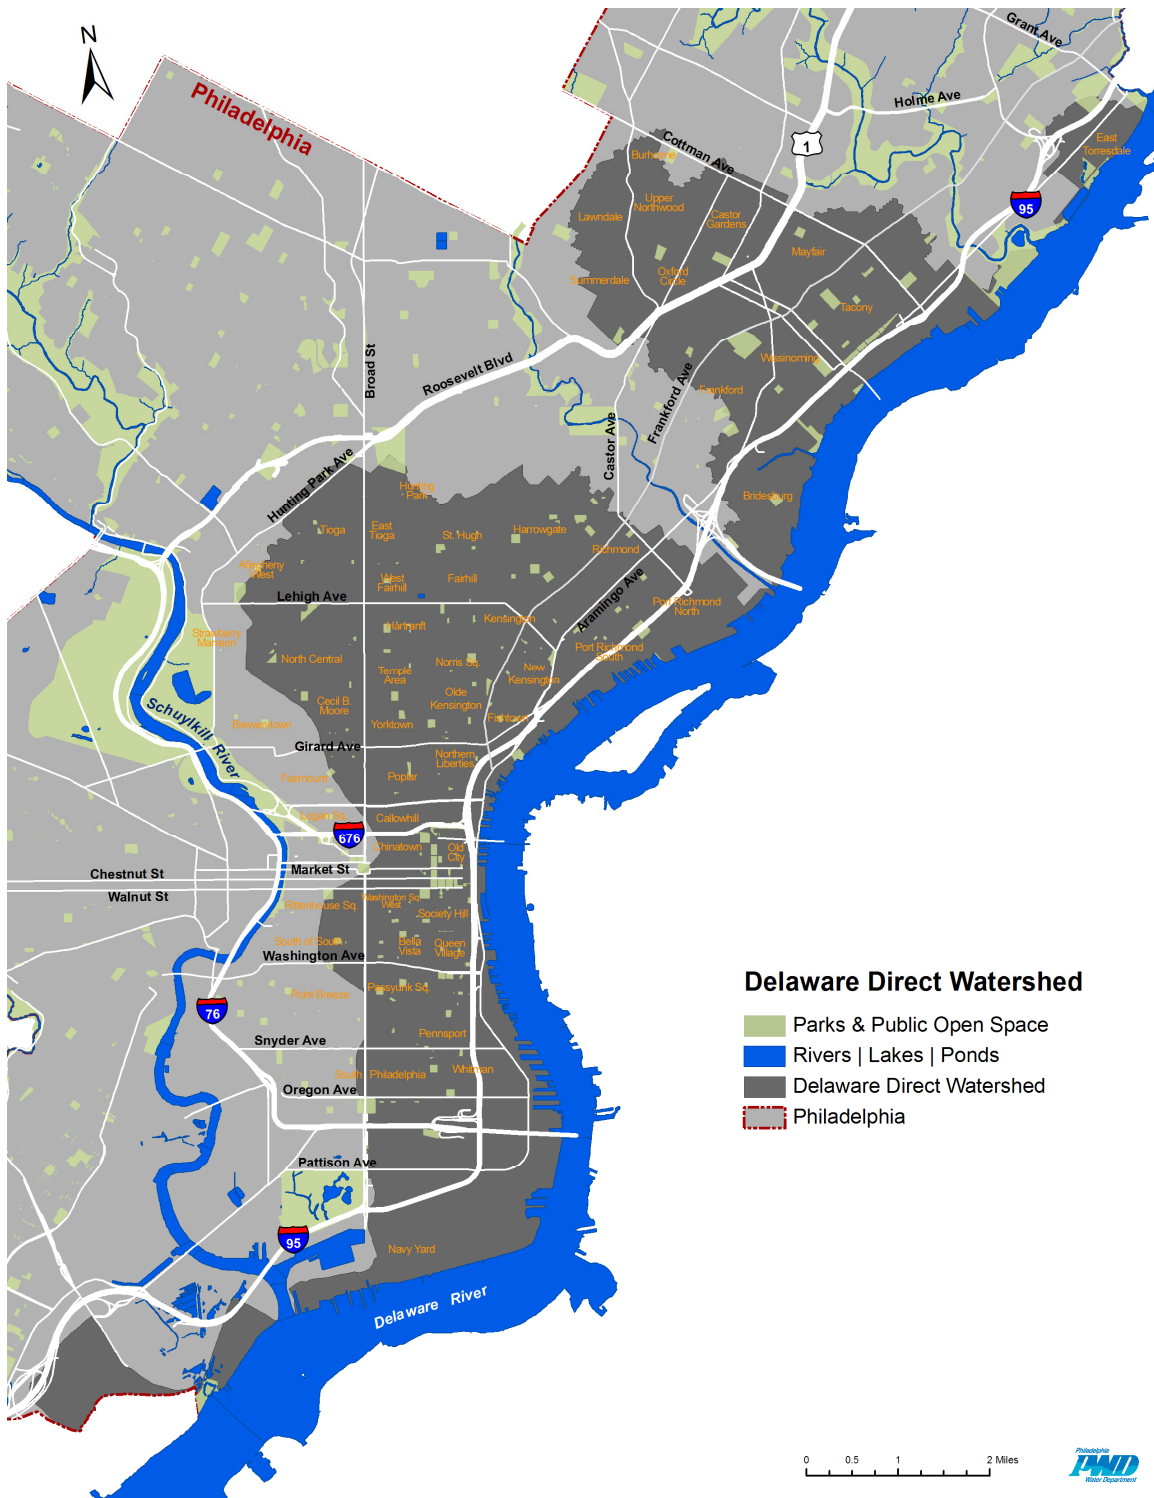 N
Philadelphia
Grant Ave
Holme Ave
Cottman Ave
1
95
East
Torresdale
Burholme
Upper
Northwood
Lawndale
Castor
Gardens
Mayfair
Summerdale
Oxford
Circle
Tacony
Wissinoming
Frankford
Broad St
Roosevelt Blvd
Frankford Ave
Castor Ave
Hunting Park Ave
Hunting
Park
Bridesburg
Tioga
East
Tioga
St. Hugh
Harrowgate
Richmond
Allegheny
West
West
Fairhill
Fairhill
Lehigh Ave
Aramingo Ave
Port Richmond
North
Kensington
Hartranft
Strawberry
Mansion
North Central
Norris Sq.
Temple
Area
New
Kensington
Port Richmond
South
Olde
Kensington
Cecil B.
Moore
Yorktown
Fishtown
Brewerytown
Schuylkill River
Girard Ave
Northern
Liberties
Fairmount
Poplar
Logan Sq.
Callowhill
676
Chinatown
Old
City
Market St
Chestnut St
Walnut St
Rittenhouse Sq.
Washington Sq.
West
Society Hill
South of South
Bella
Vista
Queen
Village
Washington Ave
Point Breeze
Passyunk Sq.
76
Pennsport
Snyder Ave
South Philadelphia
Whitman
Oregon Ave
Pattison Ave
95
Navy Yard
Delaware River
Delaware Direct Watershed
Parks & Public Open Space
Rivers | Lakes | Ponds
Delaware Direct Watershed
Philadelphia
0 0.5 1 2 Miles
Philadelphia
PWD
Water Department